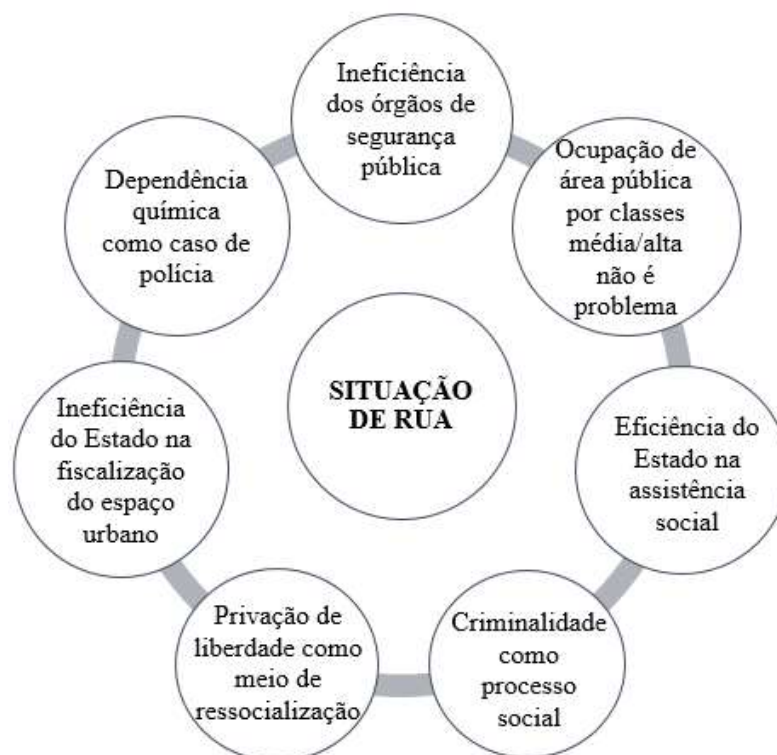 Ineficiência
dos órgãos de
segurança
pública
Ocupação de
área pública
por classes
média/alta
não é
problema
Eficiência do
Estado na
assistência
social
Criminalidade
como
processo
social
Privação de
liberdade como
meio de
ressocialização
Ineficiência
do Estado na
fiscalização
do espaço
urbano
Dependência
química
como caso de
polícia
SITUAÇÃO
DE RUA